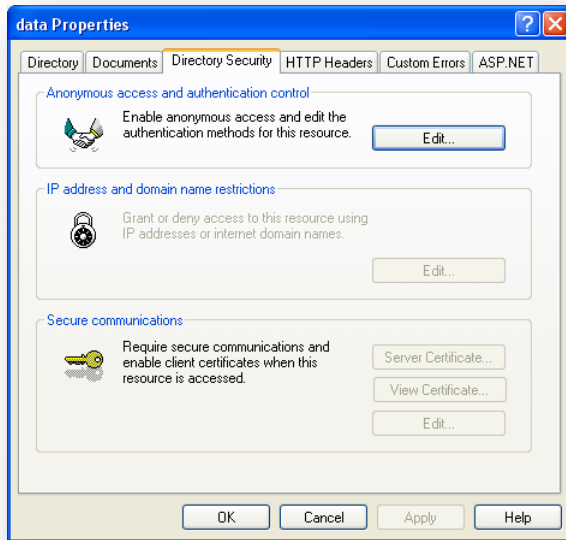 data Properties
Directory Documents Directory Security HTTP Headers Custom Errors ASP.NET
Anonymous access and authentication control
Enable anonymous access and edit the
authentication methods for this resource.
Edit...
IP address and domain name restrictions
Grant or deny access to this resource using
IP addresses or internet domain names.
Edit...
Secure communications
Require secure communications and
enable client certificates when this
resource is accessed.
Server Certificate...
View Certificate...
Edit...
OK Cancel Apply Help